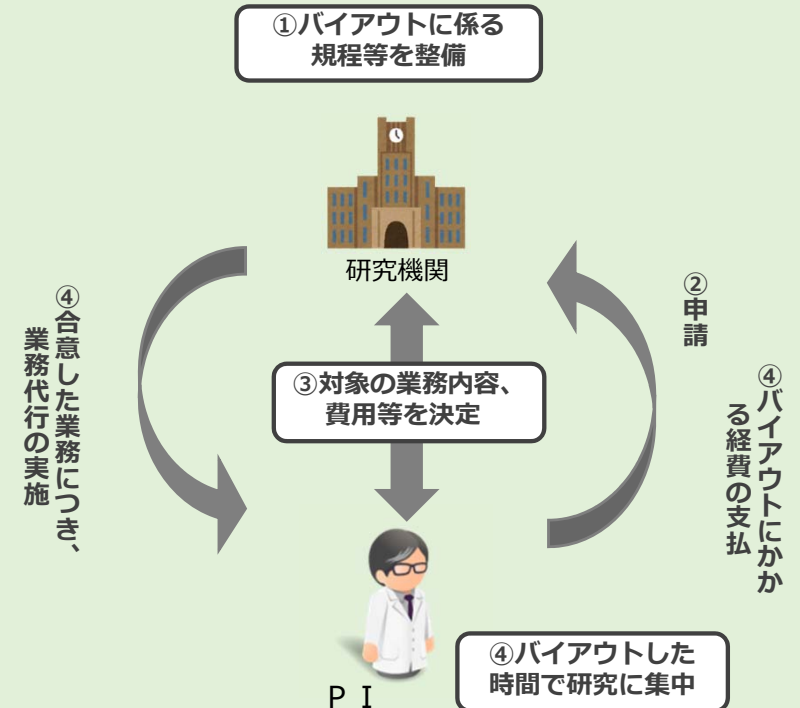 ①バイアウトに係る
規程等を整備
研究機関
②申請
③対象の業務内容、
費用等を決定
④合意した業務につき、
業務代行の実施
④バイアウトにかか
る経費の支払
④バイアウトした
時間で研究に集中
ＰＩ